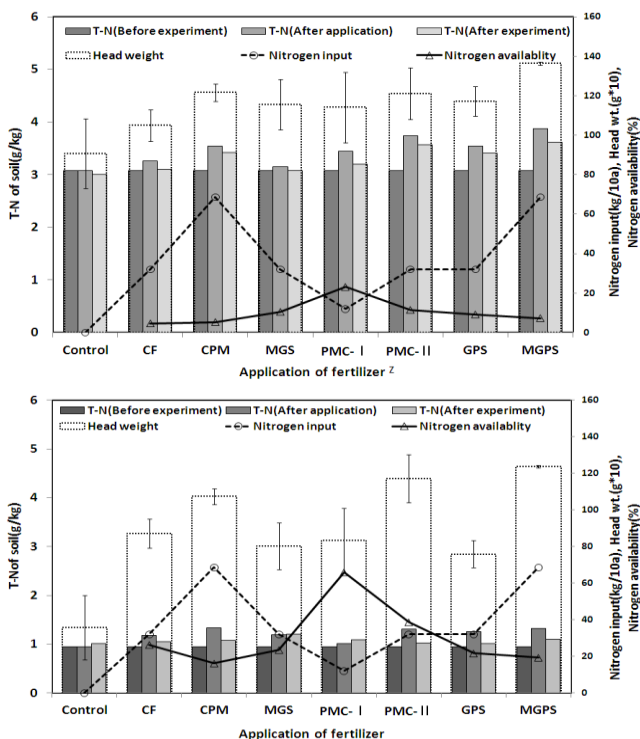 6
5
4
3
2
1
0
T-N of soil(g/kg)
T-N(Before experiment) T-N(After application) T-N(After experiment)
Head weight Nitrogen input Nitrogen availablity
160
140
120
100
80
60
40
20
0
Nitrogen input(kg/10a), Head wt.(g*10),
Nitrogen availability(%)
Control CF CPM MGS PMC-Ⅰ PMC-II GPS MGPS
Application of fertilizer Z
6
5
4
3
2
1
0
T-Nof soil(g/kg)
T-N(Before experiment) T-N(After application) T-N(After experiment)
Head weight Nitrogen input Nitrogen availablity
160
140
120
100
80
60
40
20
0
Nitrogen input(kg/10a), Head wt.(g*10),
Nitrogen availability(%)
Control CF CPM MGS PMC-Ⅰ PMC-II GPS MGPS
Application of fertilizer